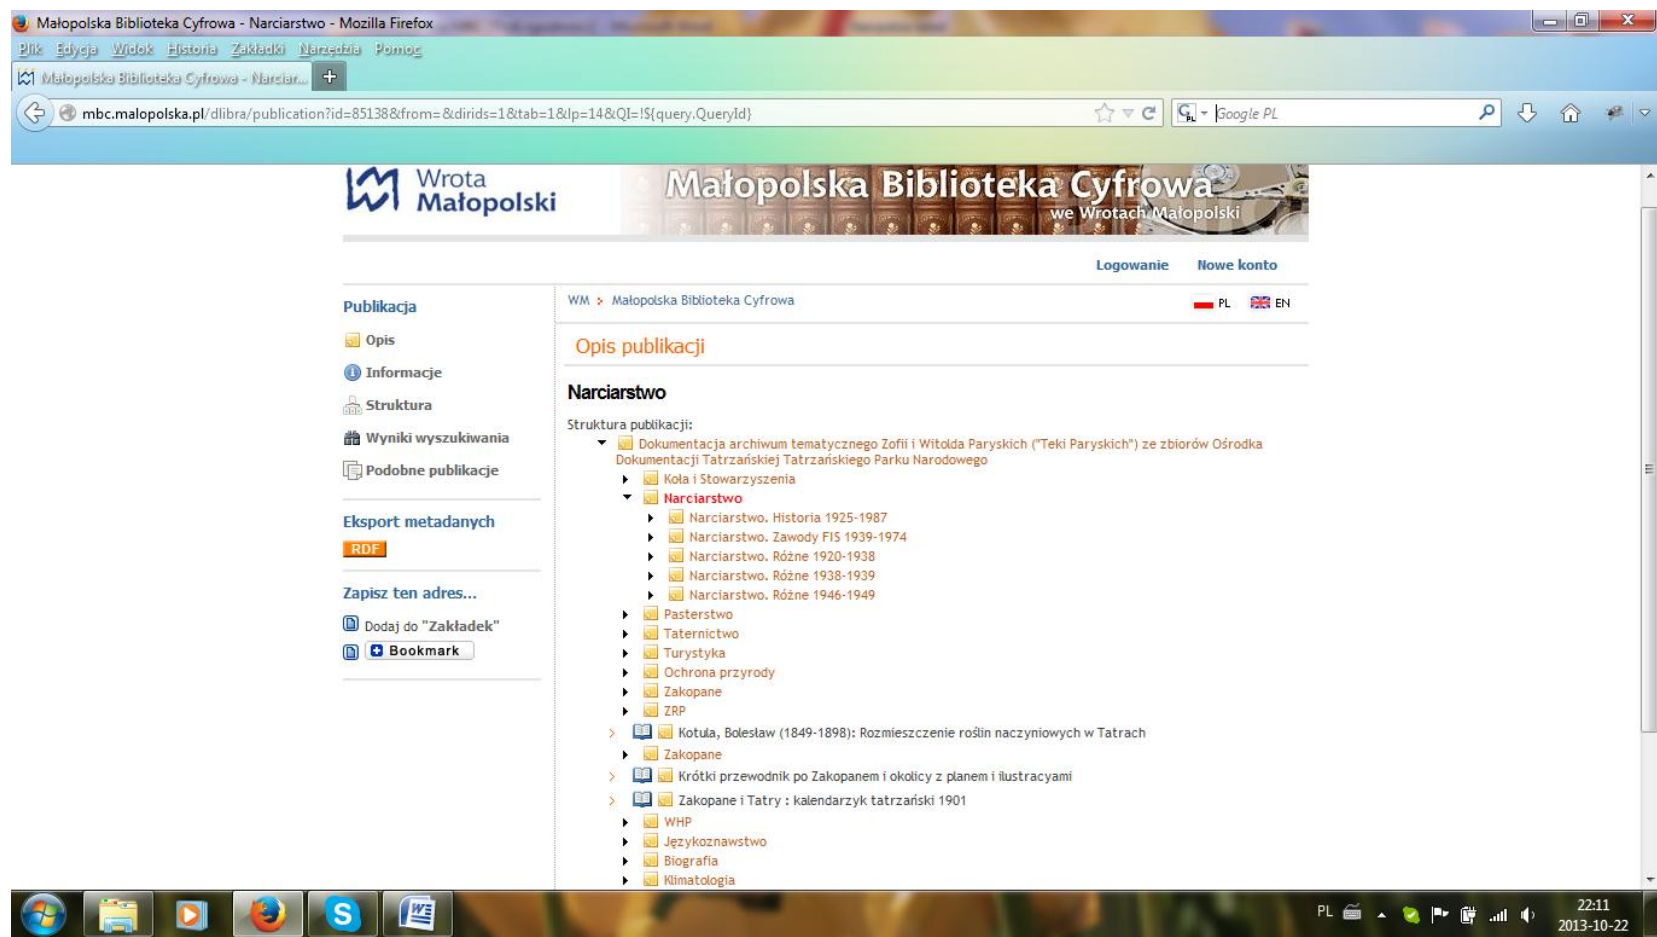 Małopolska Biblioteka Cyfrowa - Narciarstwo - Mozilla Firefox
Plik Edycja Widok Historia Zakładki Narzędzia Pomoc
Małopolska Biblioteka Cyfrowa - Narciar...
mbc.malopolska.pl/dlibra/publication?id=85138&from=&dirids=1&tab=1&lp=14&QI=!${query.QueryId}
Google PL
Wrota
Małopolski
Małopolska Biblioteka Cyfrowa
we Wrotach Małopolski
Logowanie Nowe konto
WM > Małopolska Biblioteka Cyfrowa
PL EN
Publikacja
Opis
Informacje
Struktura
Wyniki wyszukiwania
Podobne publikacje
Eksport metadanych
RDF
Zapisz ten adres...
Dodaj do "Zakładek"
Bookmark
Opis publikacji
Narciarstwo
Struktura publikacji:
Dokumentacja archiwum tematycznego Zofii i Witolda Paryskich ("Teki Paryskich") ze zbiorów Ośrodka
Dokumentacji Tatrzańskiej Tatrzańskiego Parku Narodowego
Koła i Stowarzyszenia
Narciarstwo
Narciarstwo. Historia 1925-1987
Narciarstwo. Zawody FIS 1939-1974
Narciarstwo. Różne 1920-1938
Narciarstwo. Różne 1938-1939
Narciarstwo. Różne 1946-1949
Pasterstwo
Taternictwo
Turystyka
Ochrona przyrody
Zakopane
ZRP
Kotula, Bolesław (1849-1898): Rozmieszczenie roślin naczyniowych w Tatrach
Zakopane
Krótki przewodnik po Zakopanem i okolicy z planem i ilustracyami
Zakopane i Tatry : kalendarzyk tatrzański 1901
WHP
Językoznawstwo
Biografia
Klimatologia
PL
22:11
2013-10-22